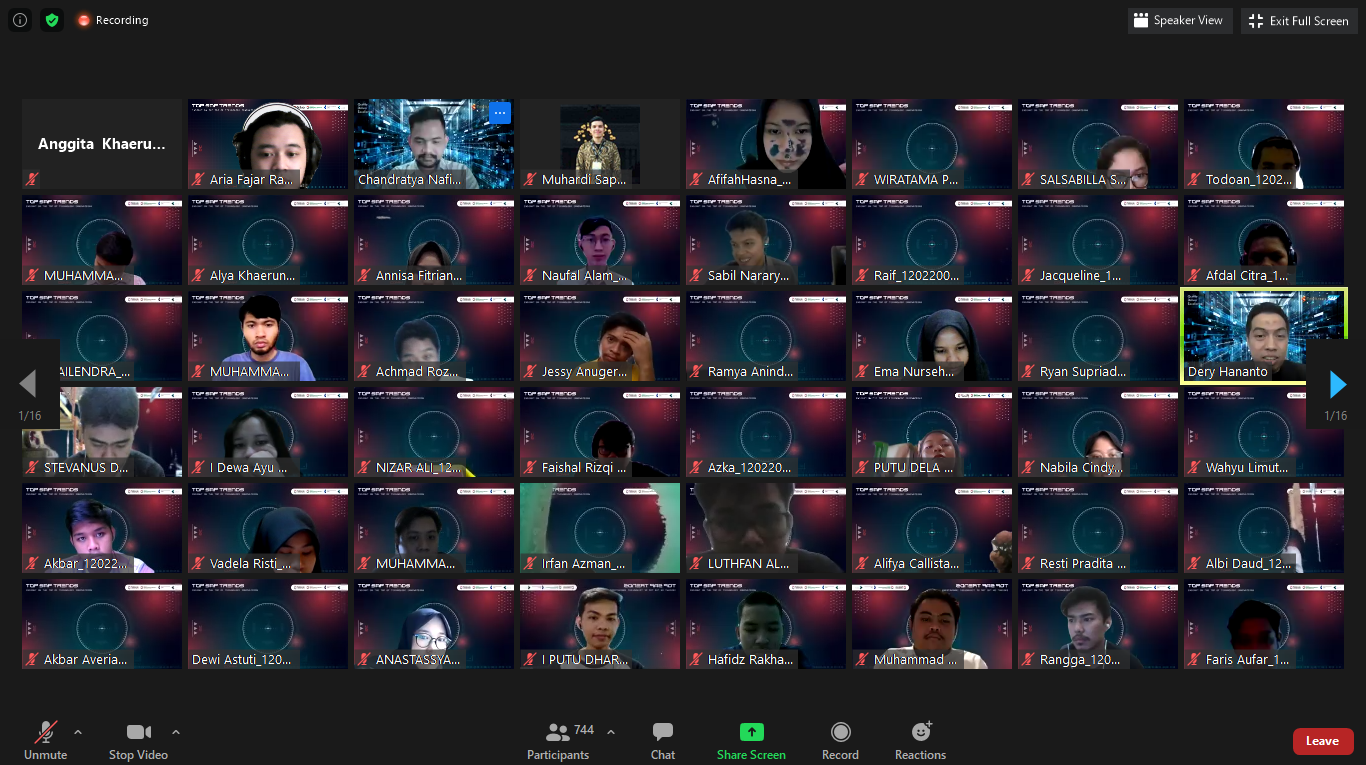 Recording
Speaker View
Exit Full Screen
Anggita Khaeru...
Aria Fajar Ra...
Chandratya Nafi...
Muhardi Sap...
AfifahHasna_...
WIRATAMA P...
SALSABILLA S...
Todoan_1202...
MUHAMMA...
Alya Khaerun...
Annisa Fitrian...
Naufal Alam_...
Sabil Narary...
Raif_1202200...
Jacqueline_1...
Afdal Citra_1...
AILENDRA_...
MUHAMMA...
Achmad Roz...
Jessy Anuger...
Ramya Anind...
Ema Nurseh...
Ryan Supriad...
Dery Hananto
1/16
1/16
STEVANUS D...
I Dewa Ayu ...
NIZAR ALI_12...
Faishal Rizqi ...
Azka_120220...
PUTU DELA ...
Nabila Cindy...
Wahyu Limut...
Akbar_12022...
Vadela Risti_...
MUHAMMA...
Irfan Azman_...
LUTHFAN AL...
Alifya Callista...
Resti Pradita ...
Albi Daud_12...
Akbar Averia...
Dewi Astuti_120...
ANASTASSYA...
I PUTU DHAR...
Hafidz Rakha...
Muhammad ...
Rangga_120...
Faris Aufar_1...
TOP SMP TRENDS
Unmute
Stop Video
744
Participants
Chat
Share Screen
Record
Reactions
Leave